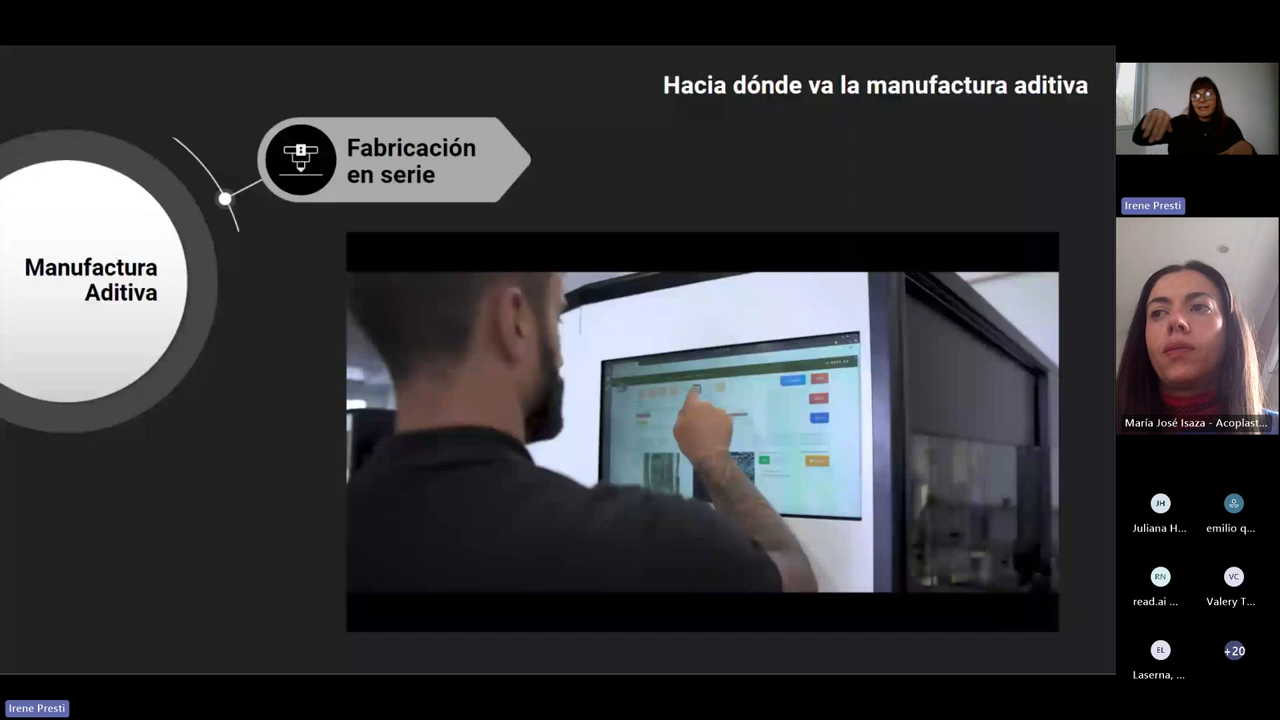 Hacia dónde va la manufactura aditiva
Fabricación
en serie
Manufactura
Aditiva
Irene Presti
María José Isaza - Acoplast...
JH
Juliana H...
emilio q...
RN
read.ai ...
VC
Valery T...
EL
Laserna, ...
+20
Irene Presti